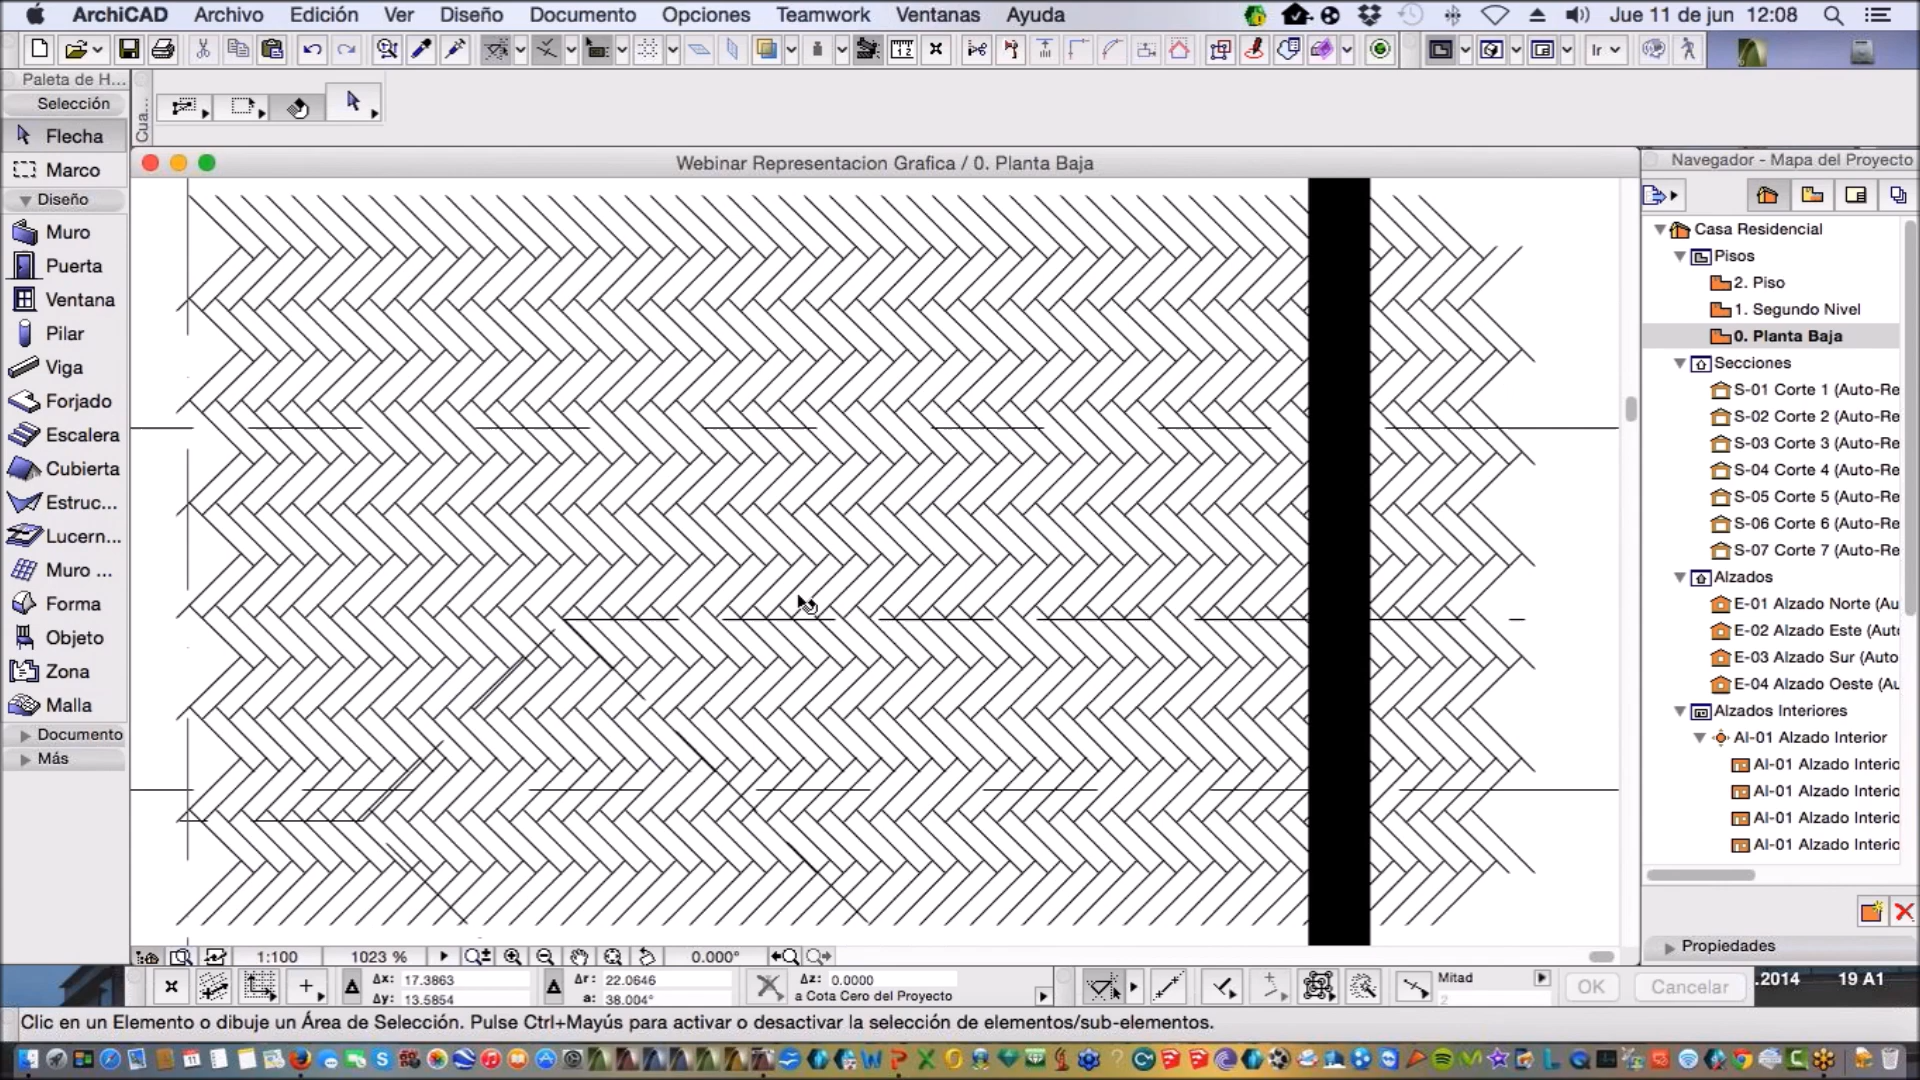 ArchiCAD Archivo Edición Ver Diseño Documento Opciones Teamwork Ventanas Ayuda Jue 11 de jun 12:08
Paleta de H...
Selección
Flecha
Marco
Diseño
Muro
Puerta
Ventana
Pilar
Viga
Forjado
Escalera
Cubierta
Estruc...
Lucern...
Muro ...
Forma
Objeto
Zona
Malla
Documento
Más
Cua...
Ir
Webinar Representacion Grafica / 0. Planta Baja
Navegador - Mapa del Proyecto
Casa Residencial
Pisos
2. Piso
1. Segundo Nivel
0. Planta Baja
Secciones
S-01 Corte 1 (Auto-Re
S-02 Corte 2 (Auto-Re
S-03 Corte 3 (Auto-Re
S-04 Corte 4 (Auto-Re
S-05 Corte 5 (Auto-Re
S-06 Corte 6 (Auto-Re
S-07 Corte 7 (Auto-Re
Alzados
E-01 Alzado Norte (Au
E-02 Alzado Este (Aut
E-03 Alzado Sur (Auto
E-04 Alzado Oeste (Au
Alzados Interiores
AI-01 Alzado Interior
AI-01 Alzado Interio
AI-01 Alzado Interio
AI-01 Alzado Interio
AI-01 Alzado Interio
Propiedades
1:100 1023 % 0.000°
Δx: 17.3863 Δr: 22.0646 Δz: 0.0000
Δy: 13.5854 a: 38.004° a Cota Cero del Proyecto
Mitad
2
OK Cancelar
.2014 19 A1
Clic en un Elemento o dibuje un Área de Selección. Pulse Ctrl+Mayús para activar o desactivar la selección de elementos/sub-elementos.